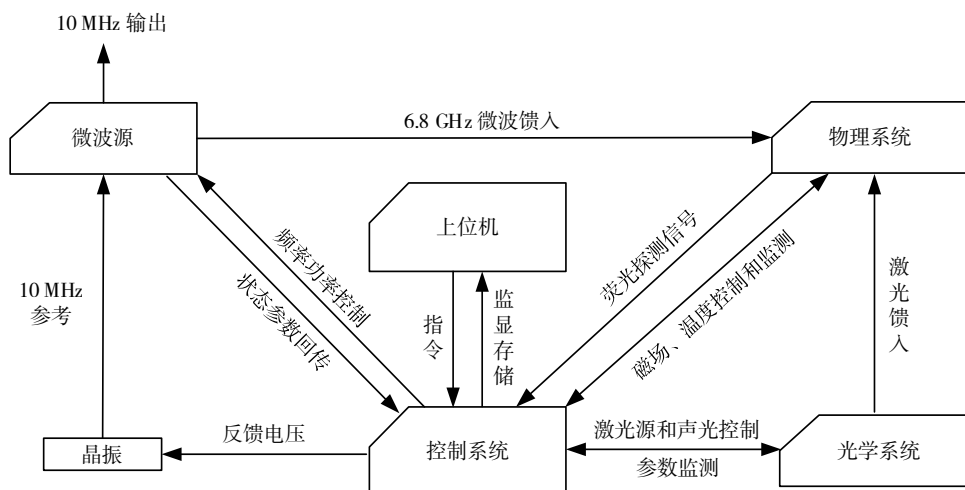 10 MHz 输出
微波源
6.8 GHz 微波馈入
物理系统
上位机
频率功率控制
状态参数回传
荧光探测信号
磁场、温度控制和监测
10 MHz
参考
指令
监显存储
激光馈入
晶振
反馈电压
控制系统
激光源和声光控制
参数监测
光学系统